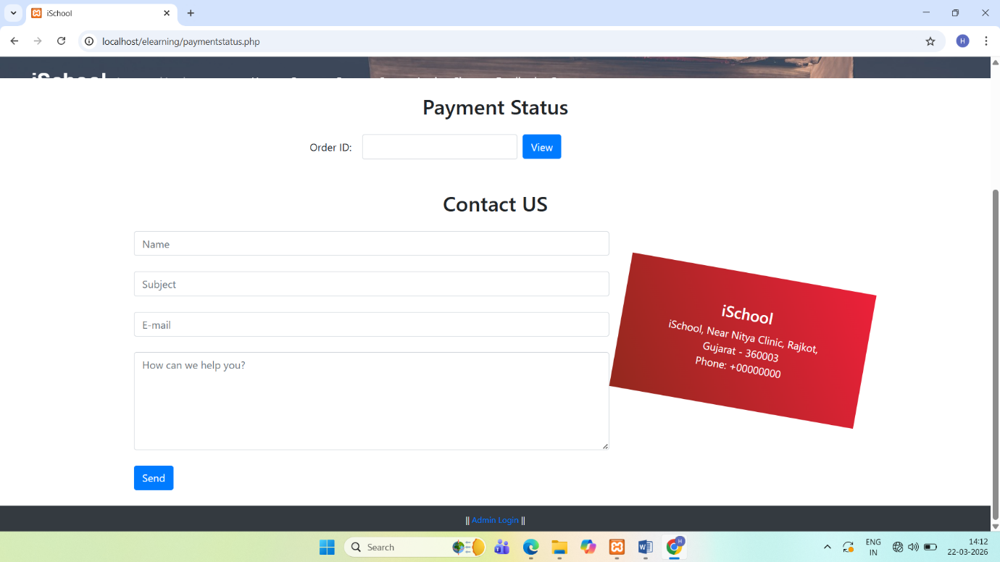 iSchool
localhost/elearning/paymentstatus.php
H
iSchool
Payment Status
Order ID:
View
Contact US
Name
Subject
E-mail
How can we help you?
Send
iSchool
iSchool, Near Nitya Clinic, Rajkot,
Gujarat - 360003
Phone: +00000000
|| Admin Login ||
Search
H
ENG
IN
14:12
22-03-2026